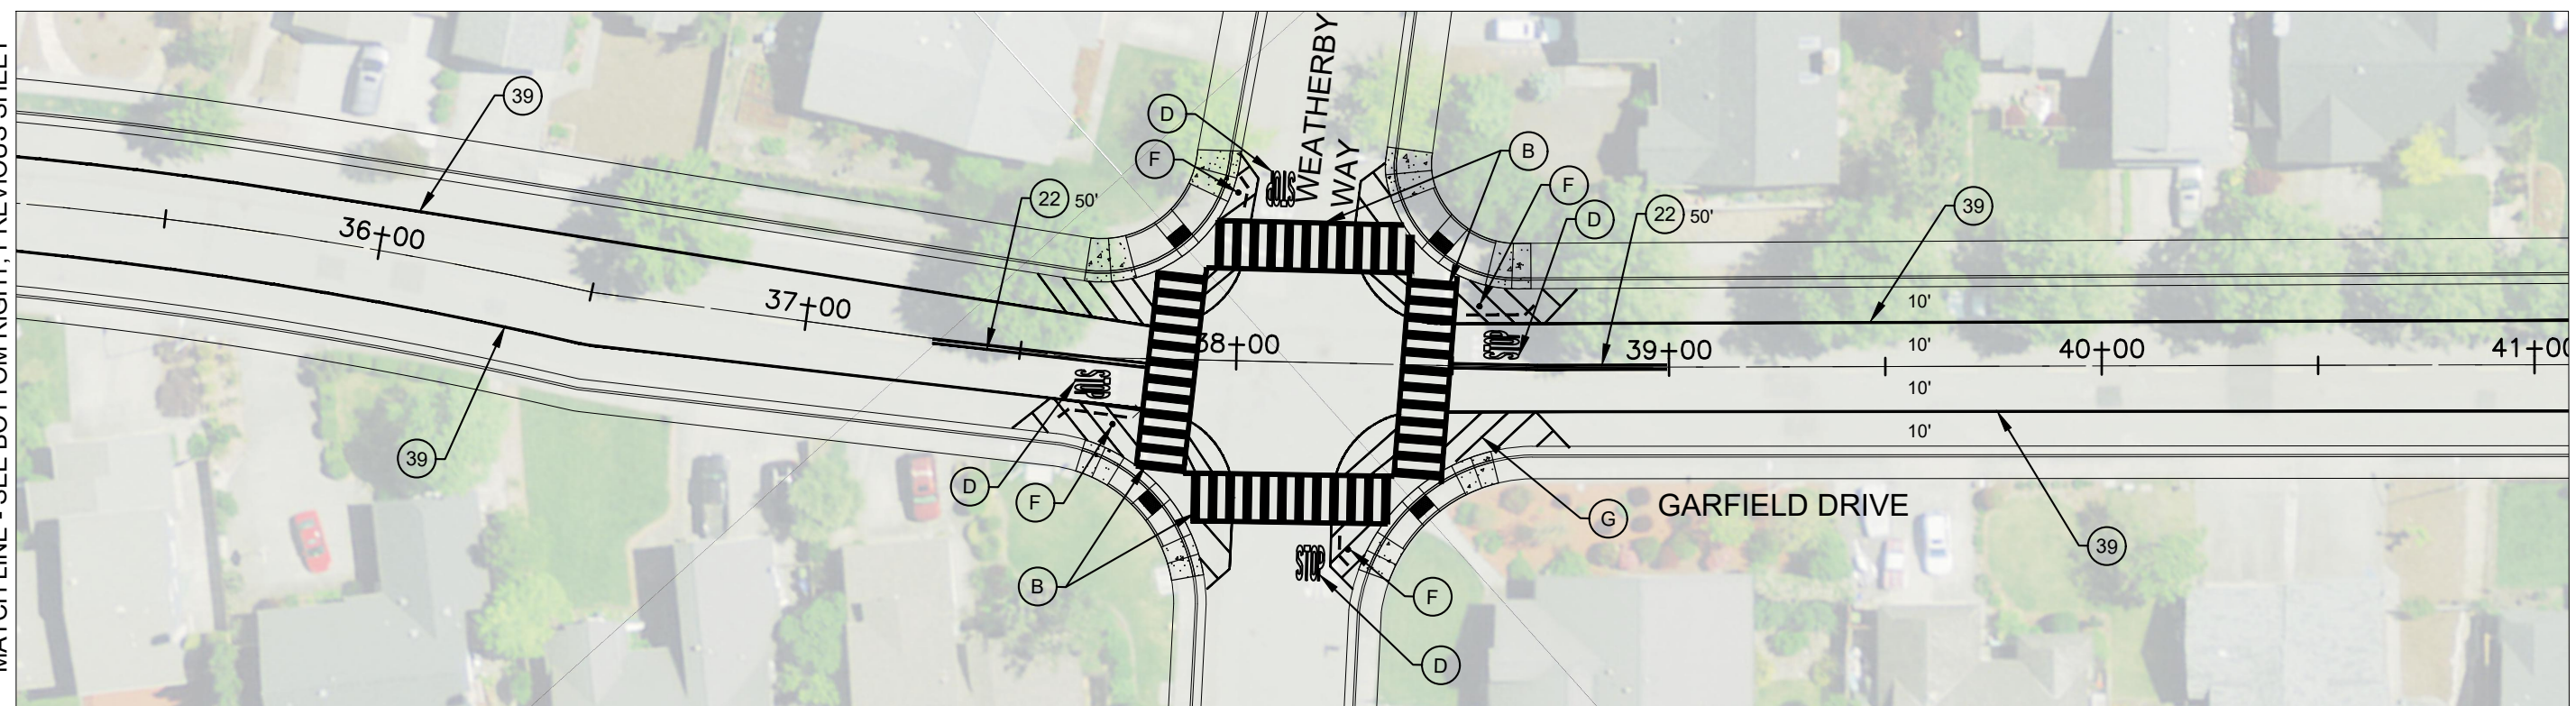 MATCH LINE - SEE BOTTOM RIGHT, PREVIOUS SHEET
39
D
F
WEATHERBY
WAY
B
F
D
22 50'
22 50'
39
36+00
37+00
38+00
39+00
40+00
41+00
STOP
STOP
STOP
STOP
10'
10'
10'
10'
39
D
F
B
G
GARFIELD DRIVE
39
F
D